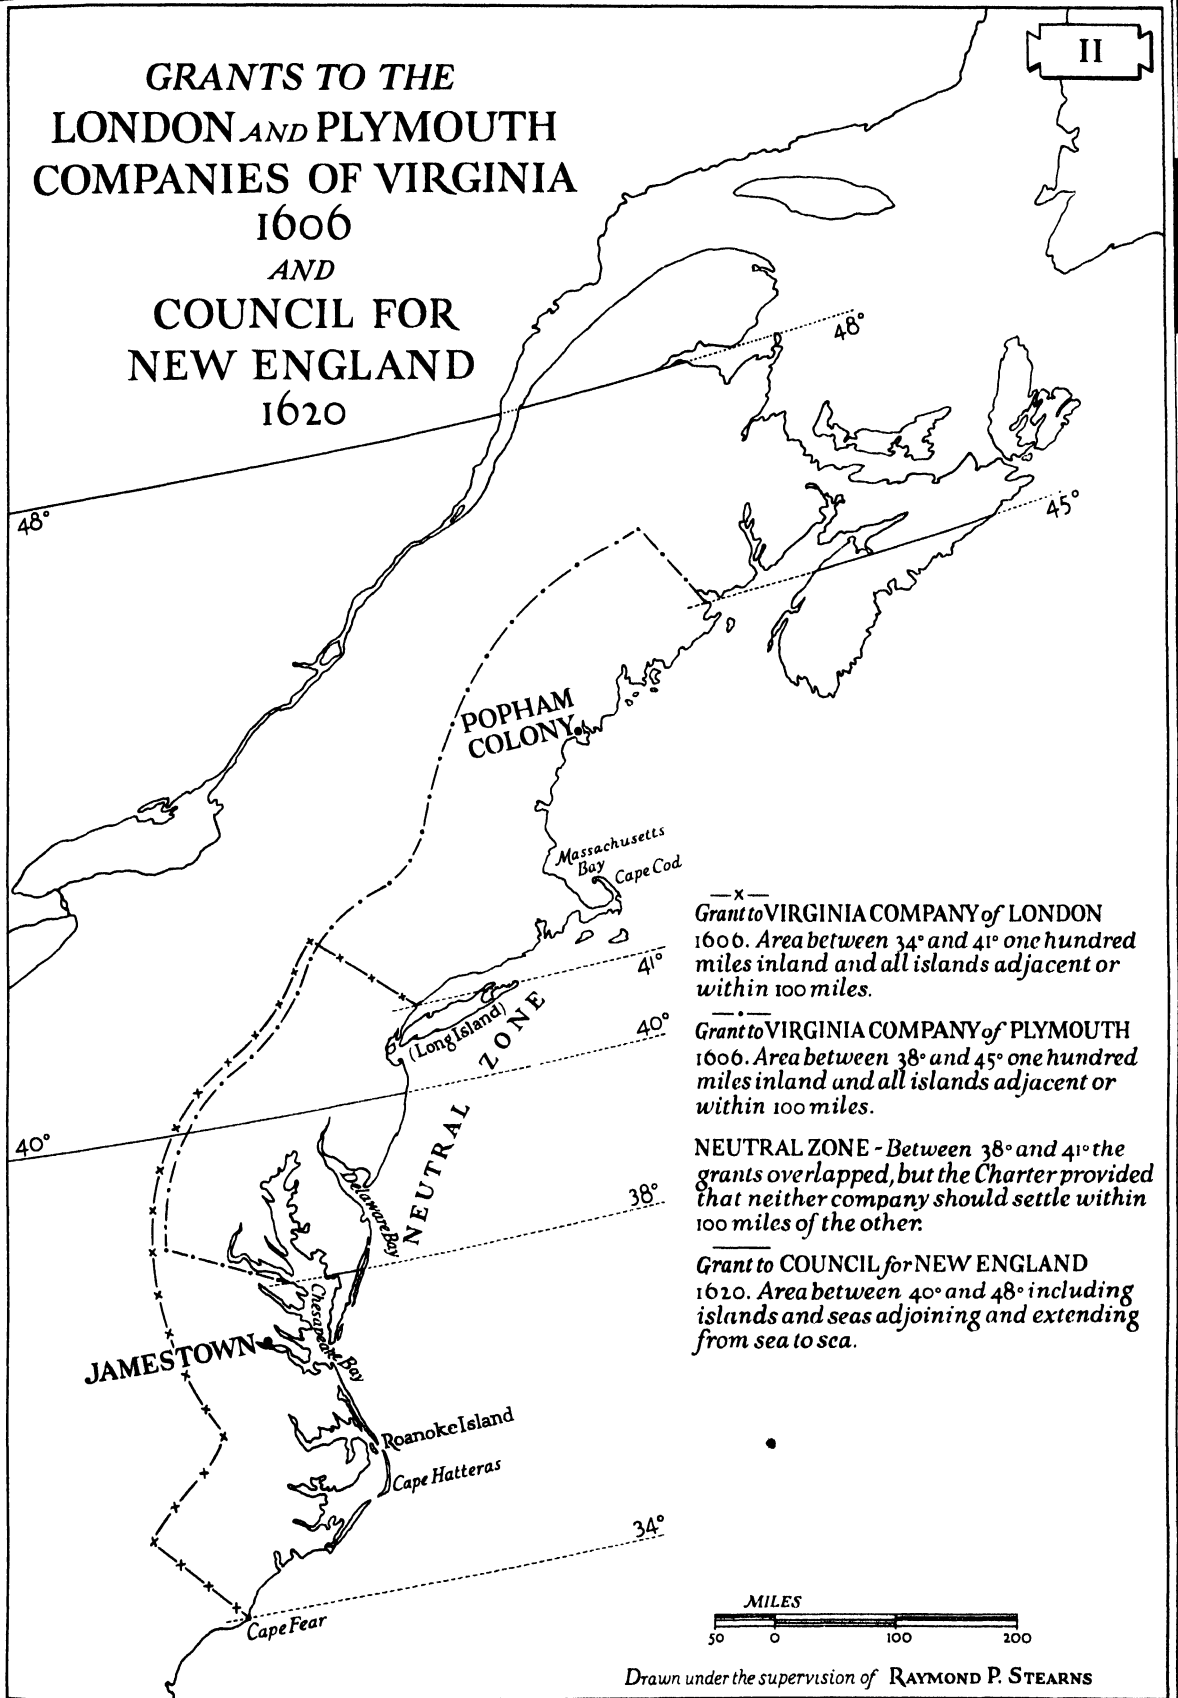 II
GRANTS TO THE
LONDON AND PLYMOUTH
COMPANIES OF VIRGINIA
1606
AND
COUNCIL FOR
NEW ENGLAND
1620
48°
48°
45°
POPHAM
COLONY
Massachusetts
Bay
Cape Cod
41°
40°
(Long Island)
NEUTRAL ZONE
40°
38°
Delaware Bay
Chesapeake Bay
JAMESTOWN
Roanoke Island
Cape Hatteras
34°
Cape Fear
—x—
Grant to VIRGINIA COMPANY of LONDON
1606. Area between 34° and 41° one hundred
miles inland and all islands adjacent or
within 100 miles.
—·—
Grant to VIRGINIA COMPANY of PLYMOUTH
1606. Area between 38° and 45° one hundred
miles inland and all islands adjacent or
within 100 miles.
NEUTRAL ZONE - Between 38° and 41° the
grants overlapped, but the Charter provided
that neither company should settle within
100 miles of the other.
Grant to COUNCIL for NEW ENGLAND
1620. Area between 40° and 48° including
islands and seas adjoining and extending
from sea to sea.
MILES
50 0 100 200
Drawn under the supervision of RAYMOND P. STEARNS